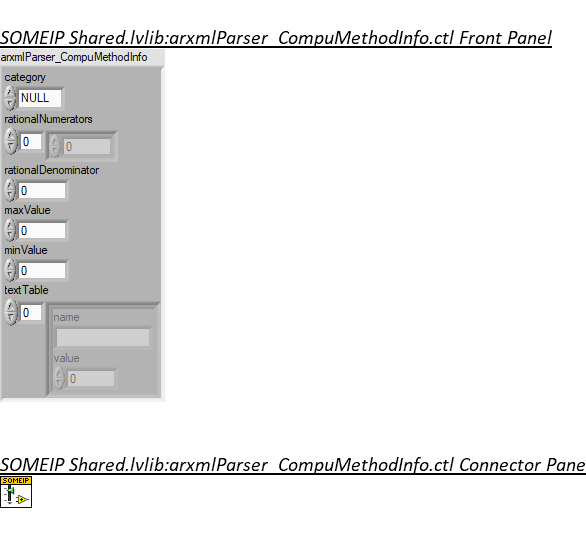 SOMEIP Shared.lvlib:arxmlParser_CompuMethodInfo.ctl Front Panel
arxmlParser_CompuMethodInfo
category
NULL
rationalNumerators
0 0
rationalDenominator
0
maxValue
0
minValue
0
textTable
0
name
value
0
SOMEIP Shared.lvlib:arxmlParser_CompuMethodInfo.ctl Connector Pane
SOMEIP